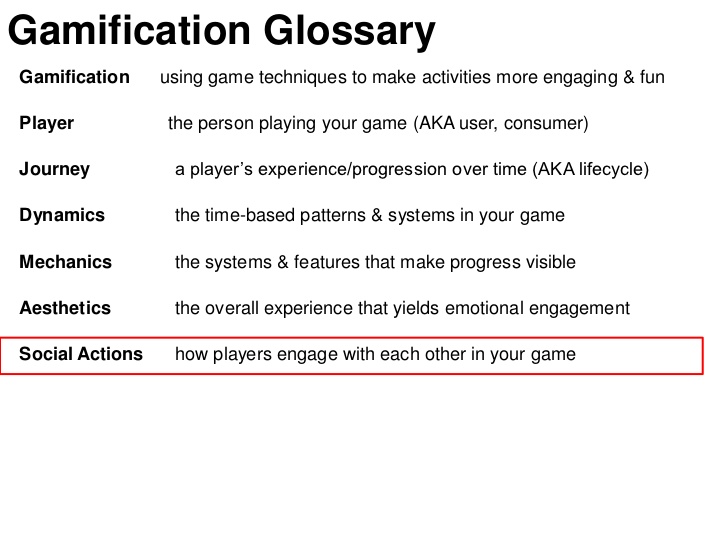 Gamification Glossary
Gamification using game techniques to make activities more engaging & fun
Player the person playing your game (AKA user, consumer)
Journey a player’s experience/progression over time (AKA lifecycle)
Dynamics the time-based patterns & systems in your game
Mechanics the systems & features that make progress visible
Aesthetics the overall experience that yields emotional engagement
Social Actions how players engage with each other in your game